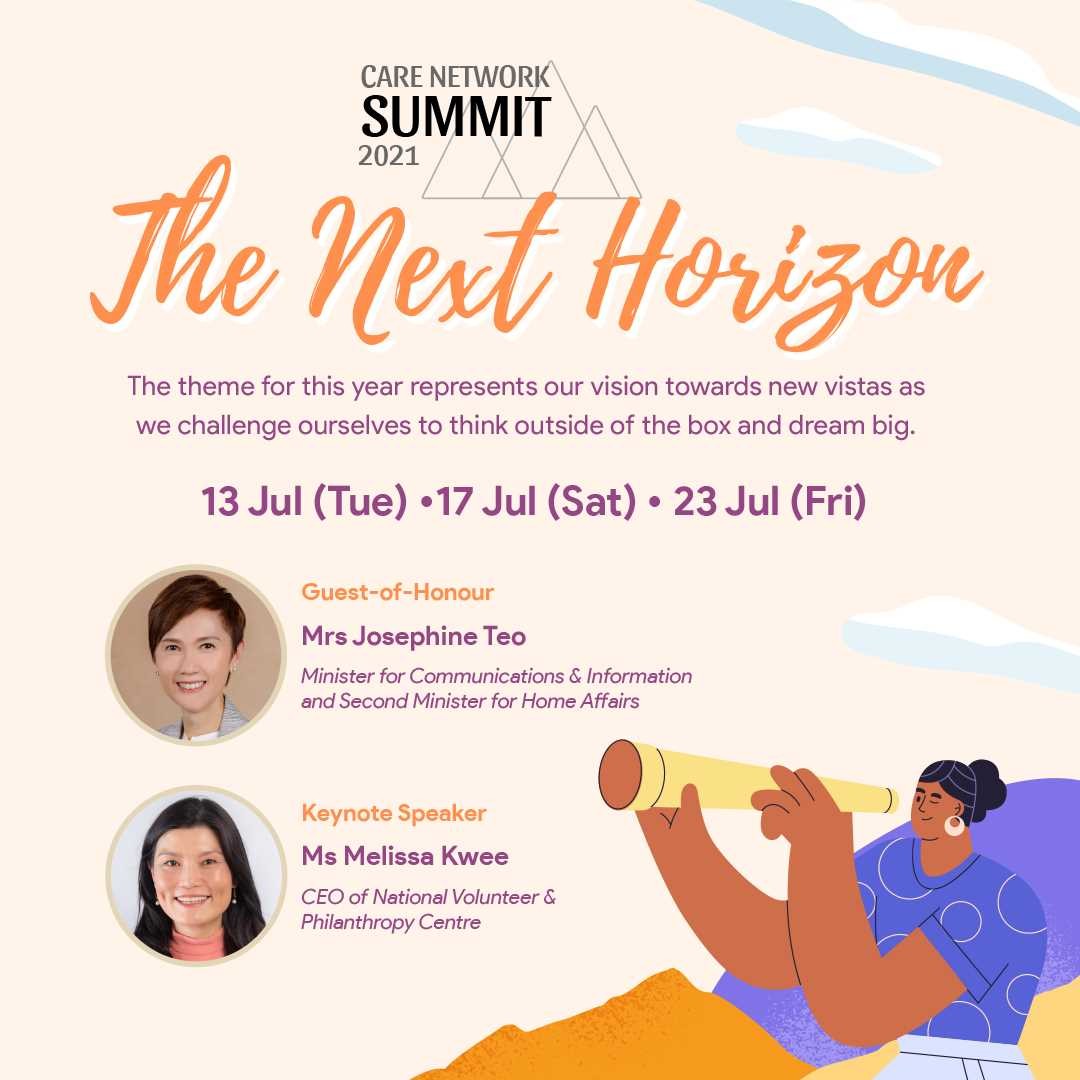 CARE NETWORK
SUMMIT
2021
The Next Horizon
The theme for this year represents our vision towards new vistas as
we challenge ourselves to think outside of the box and dream big.
13 Jul (Tue) •17 Jul (Sat) • 23 Jul (Fri)
Guest-of-Honour
Mrs Josephine Teo
Minister for Communications & Information
and Second Minister for Home Affairs
Keynote Speaker
Ms Melissa Kwee
CEO of National Volunteer &
Philanthropy Centre